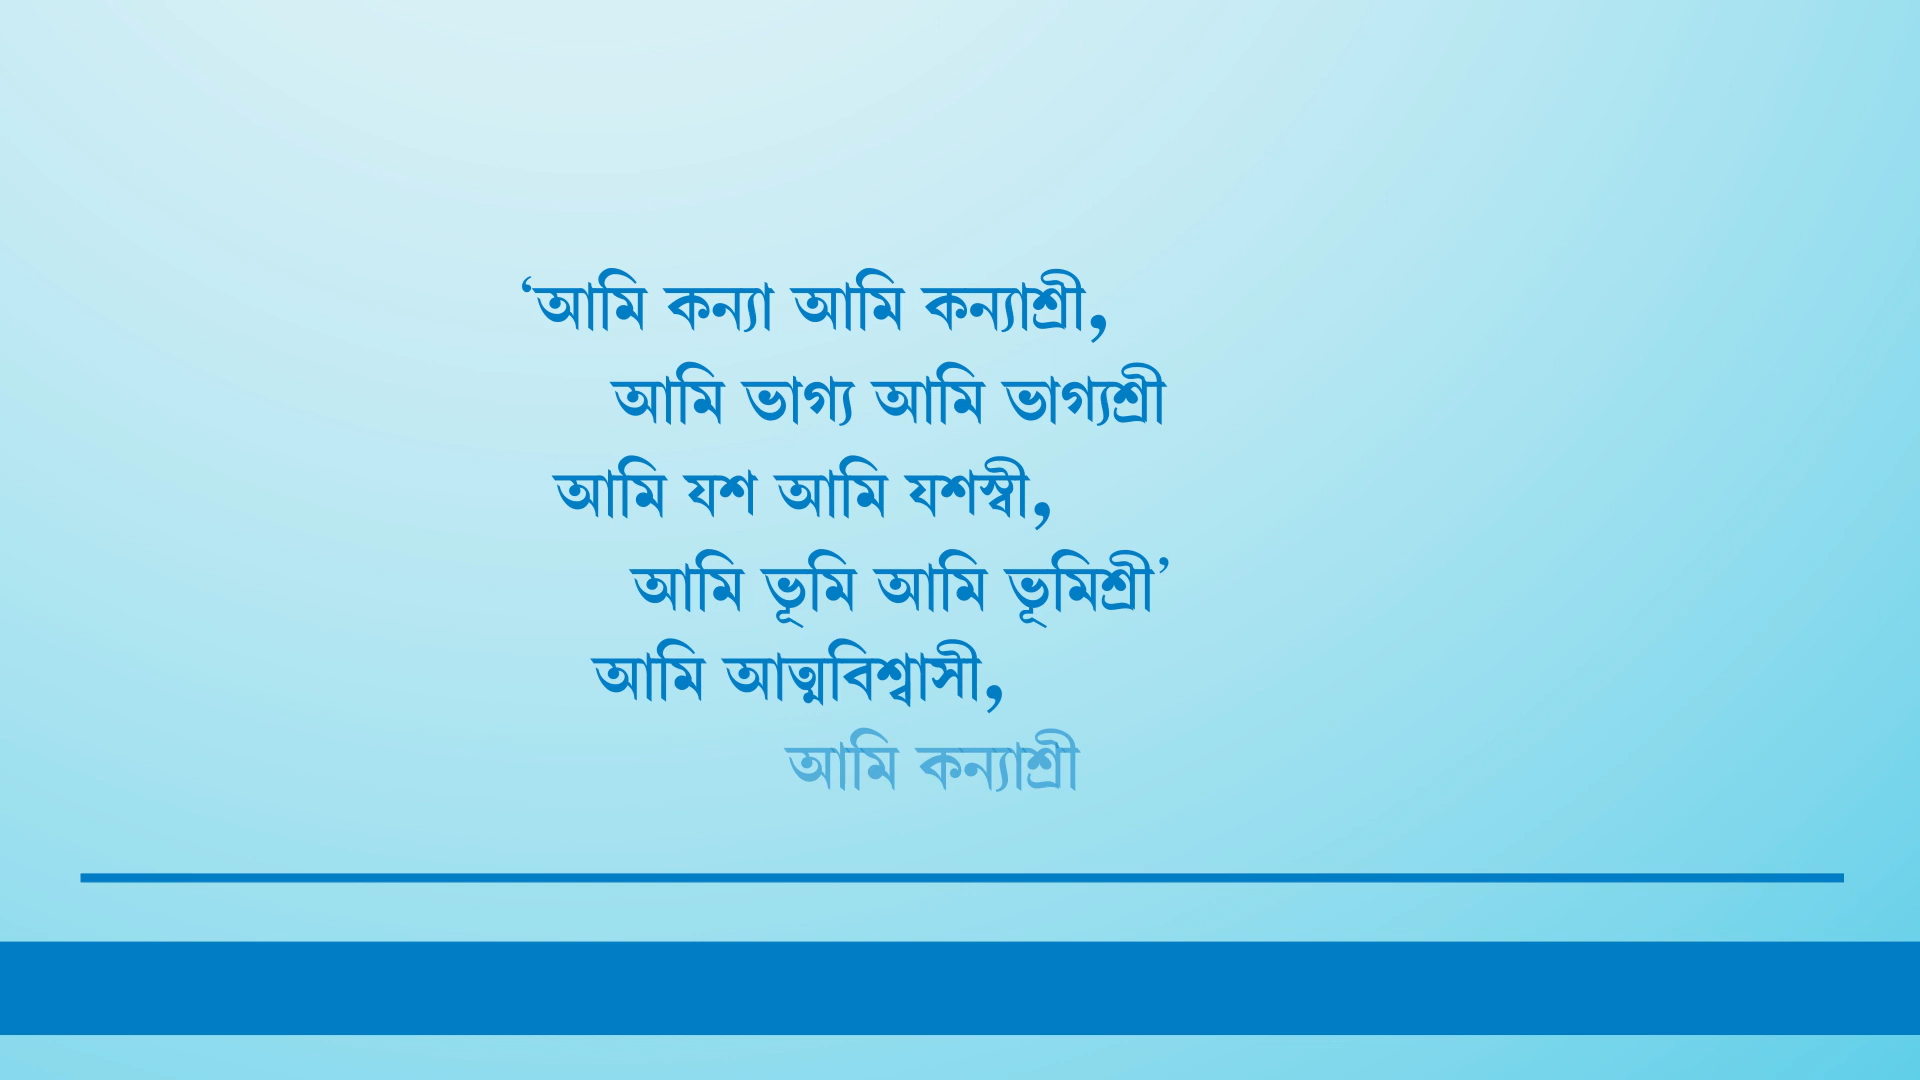 ‘আমি কন্যা আমি কন্যাশ্রী,
আমি ভাগ্য আমি ভাগ্যশ্রী
আমি যশ আমি যশস্বী,
আমি ভূমি আমি ভূমিশ্রী’
আমি আত্মবিশ্বাসী,
আমি কন্যাশ্রী